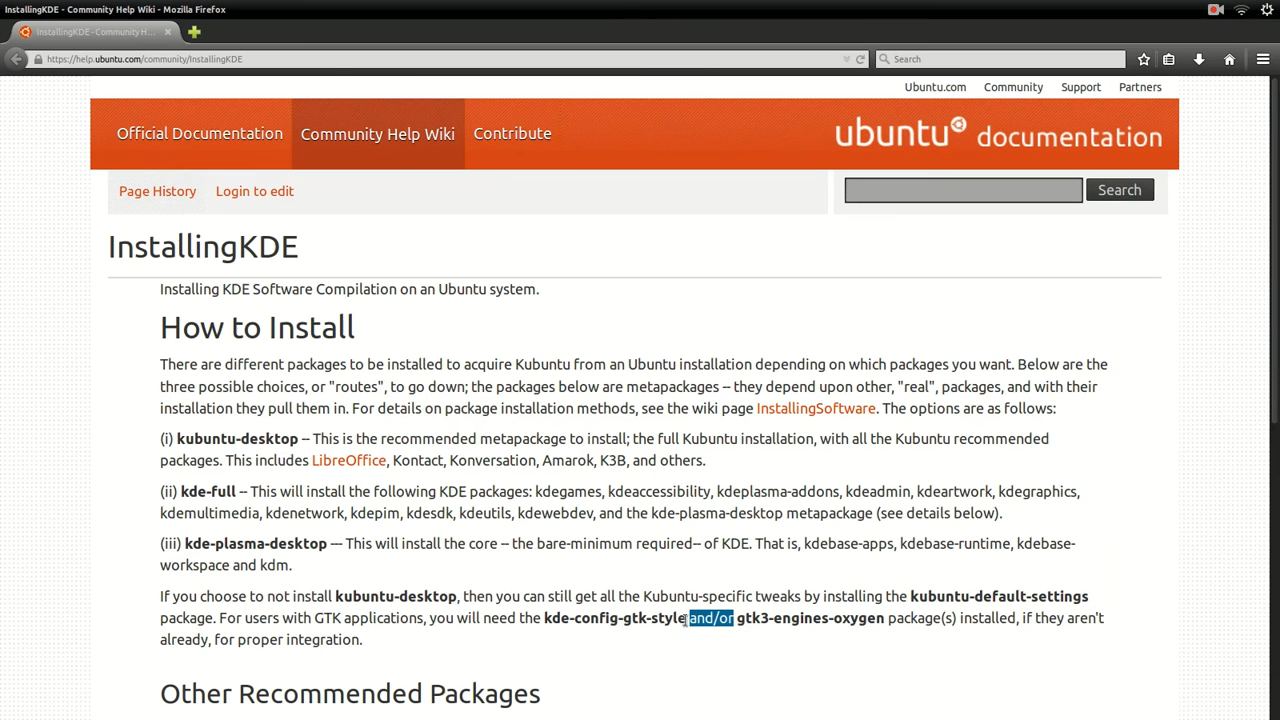 InstallingKDE - Community Help Wiki - Mozilla Firefox
InstallingKDE - Community H...
https://help.ubuntu.com/community/InstallingKDE
Search
Ubuntu.com Community Support Partners
Official Documentation Community Help Wiki Contribute
ubuntu documentation
Page History Login to edit
Search
InstallingKDE
Installing KDE Software Compilation on an Ubuntu system.
How to Install
There are different packages to be installed to acquire Kubuntu from an Ubuntu installation depending on which packages you want. Below are the
three possible choices, or "routes", to go down; the packages below are metapackages -- they depend upon other, "real", packages, and with their
installation they pull them in. For details on package installation methods, see the wiki page InstallingSoftware. The options are as follows:
(i) kubuntu-desktop -- This is the recommended metapackage to install; the full Kubuntu installation, with all the Kubuntu recommended
packages. This includes LibreOffice, Kontact, Konversation, Amarok, K3B, and others.
(ii) kde-full -- This will install the following KDE packages: kdegames, kdeaccessibility, kdeplasma-addons, kdeadmin, kdeartwork, kdegraphics,
kdemultimedia, kdenetwork, kdepim, kdesdk, kdeutils, kdewebdev, and the kde-plasma-desktop metapackage (see details below).
(iii) kde-plasma-desktop --- This will install the core -- the bare-minimum required-- of KDE. That is, kdebase-apps, kdebase-runtime, kdebase-
workspace and kdm.
If you choose to not install kubuntu-desktop, then you can still get all the Kubuntu-specific tweaks by installing the kubuntu-default-settings
package. For users with GTK applications, you will need the kde-config-gtk-style and/or gtk3-engines-oxygen package(s) installed, if they aren't
already, for proper integration.
Other Recommended Packages